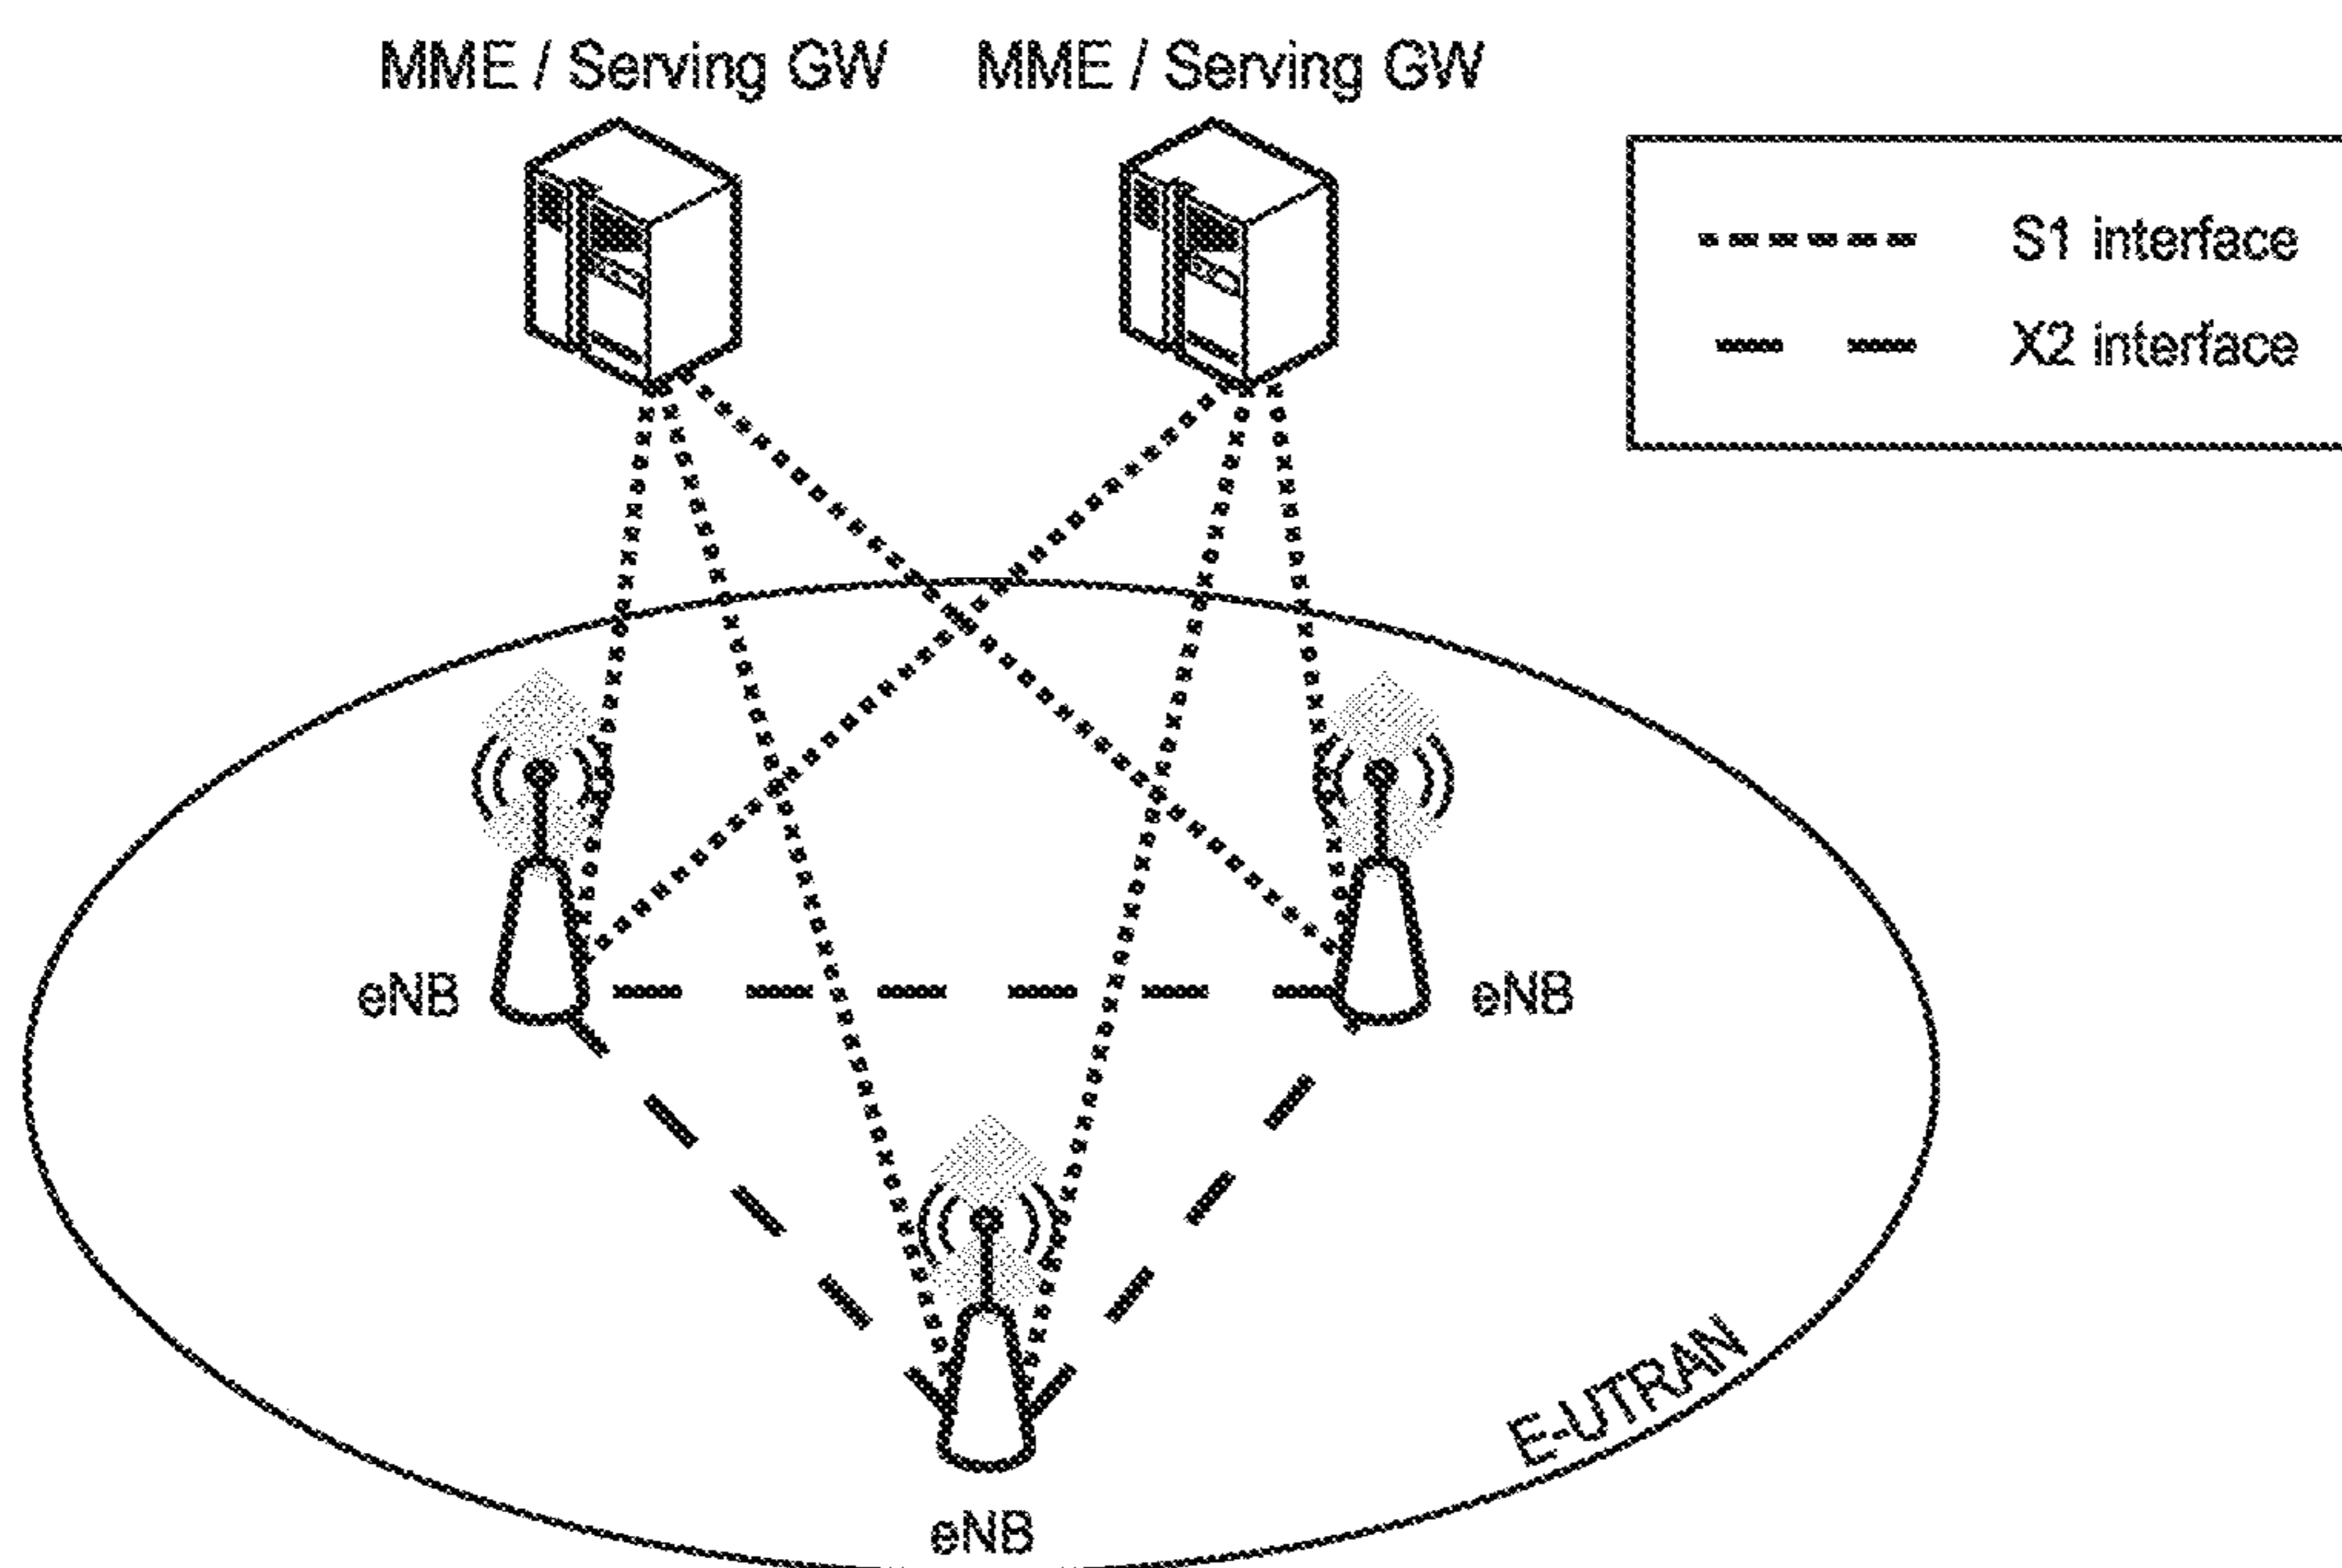 MME / Serving GW
MME / Serving GW
S1 interface
X2 interface
eNB
eNB
E-UTRAN
eNB